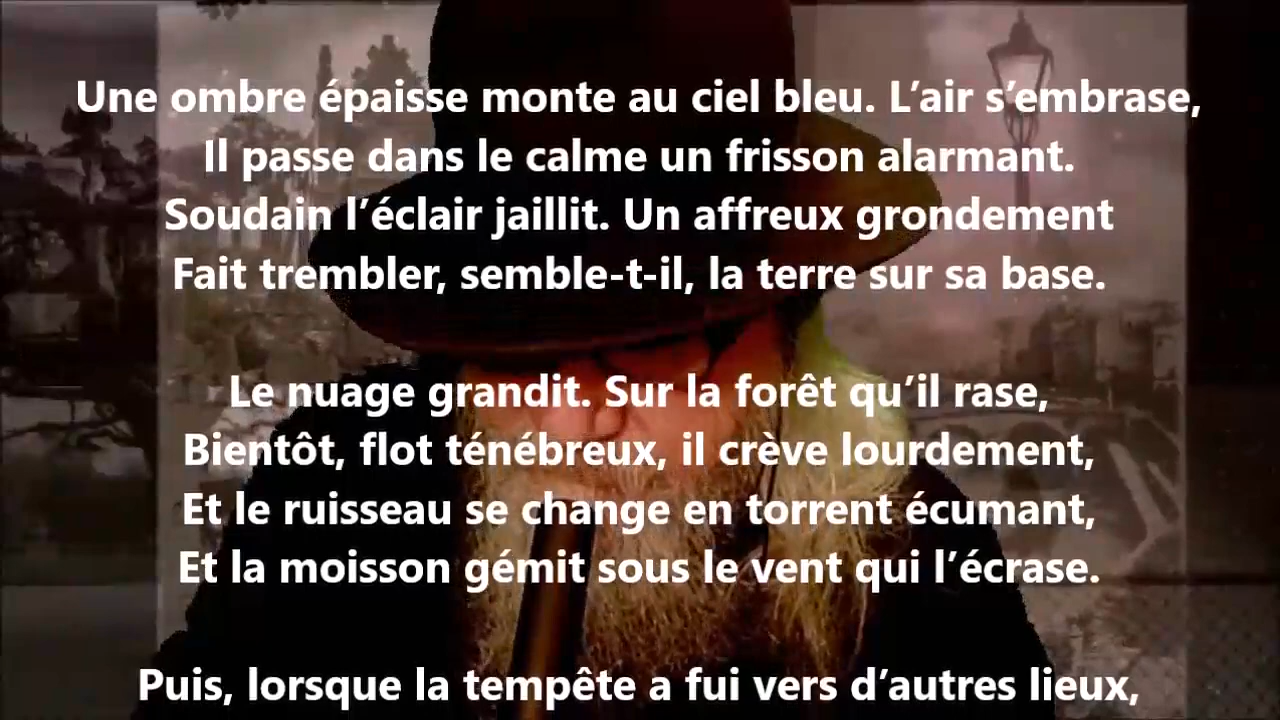 Une ombre épaisse monte au ciel bleu. L’air s’embrase,
Il passe dans le calme un frisson alarmant.
Soudain l’éclair jaillit. Un affreux grondement
Fait trembler, semble-t-il, la terre sur sa base.
Le nuage grandit. Sur la forêt qu’il rase,
Bientôt, flot ténébreux, il crève lourdement,
Et le ruisseau se change en torrent écumant,
Et la moisson gémit sous le vent qui l’écrase.
Puis, lorsque la tempête a fui vers d’autres lieux,